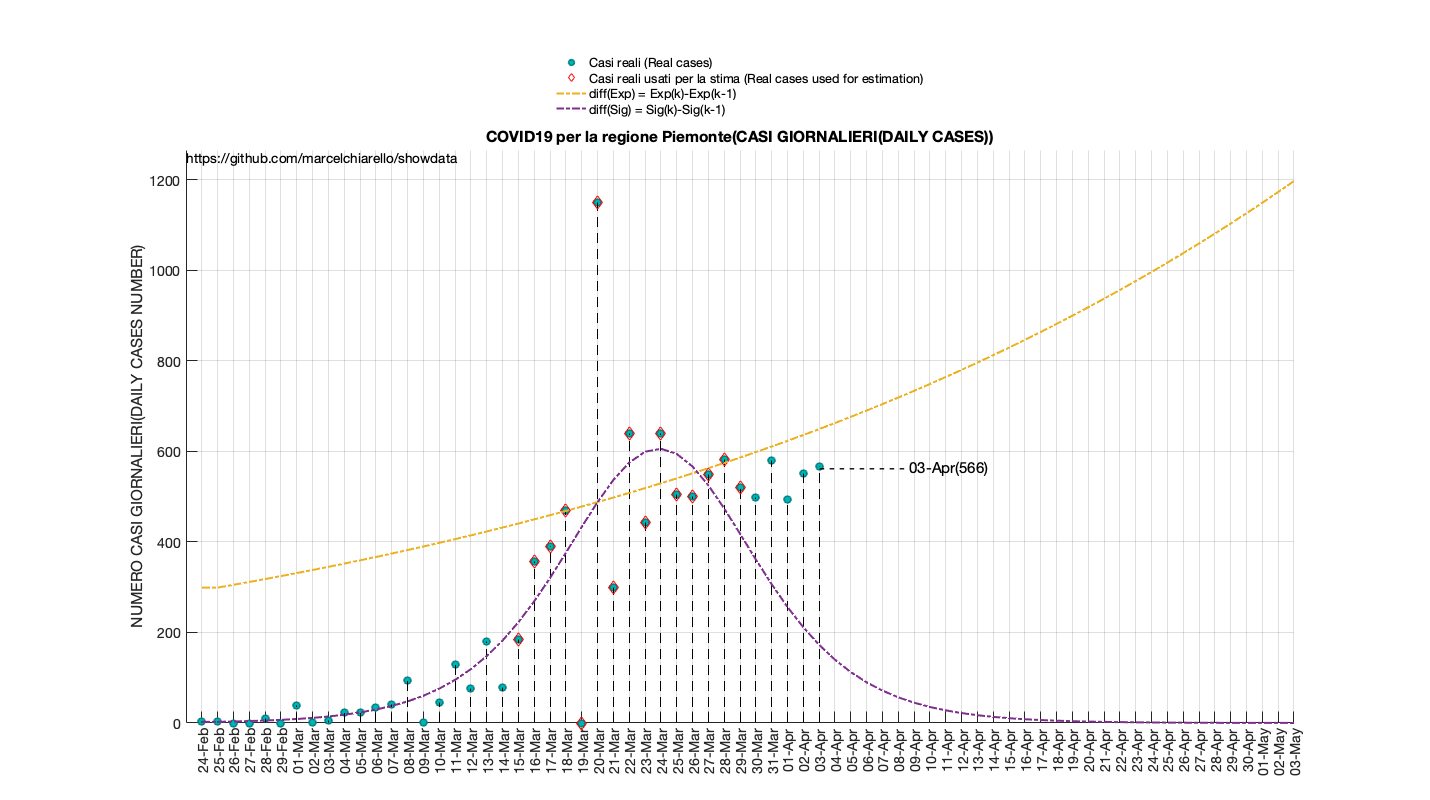 Casi reali (Real cases)
Casi reali usati per la stima (Real cases used for estimation)
diff(Exp) = Exp(k)-Exp(k-1)
diff(Sig) = Sig(k)-Sig(k-1)
COVID19 per la regione Piemonte(CASI GIORNALIERI(DAILY CASES))
https://github.com/marcelchiarello/showdata
NUMERO CASI GIORNALIERI(DAILY CASES NUMBER)
1200
1000
800
600
400
200
0
03-Apr(566)
24-Feb
25-Feb
26-Feb
27-Feb
28-Feb
29-Feb
01-Mar
02-Mar
03-Mar
04-Mar
05-Mar
06-Mar
07-Mar
08-Mar
09-Mar
10-Mar
11-Mar
12-Mar
13-Mar
14-Mar
15-Mar
16-Mar
17-Mar
18-Mar
19-Mar
20-Mar
21-Mar
22-Mar
23-Mar
24-Mar
25-Mar
26-Mar
27-Mar
28-Mar
29-Mar
30-Mar
31-Mar
01-Apr
02-Apr
03-Apr
04-Apr
05-Apr
06-Apr
07-Apr
08-Apr
09-Apr
10-Apr
11-Apr
12-Apr
13-Apr
14-Apr
15-Apr
16-Apr
17-Apr
18-Apr
19-Apr
20-Apr
21-Apr
22-Apr
23-Apr
24-Apr
25-Apr
26-Apr
27-Apr
28-Apr
29-Apr
30-Apr
01-May
02-May
03-May